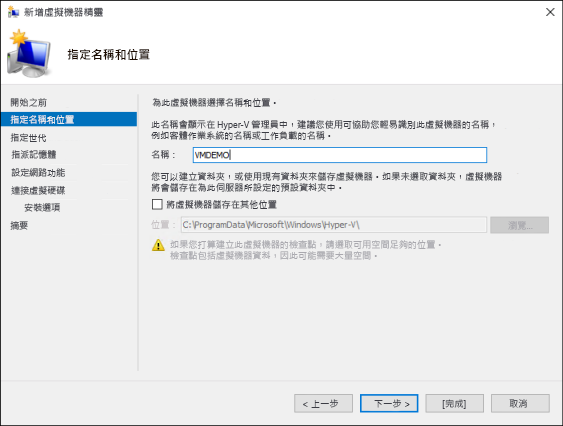 新增虛擬機器精靈
指定名稱和位置
開始之前
指定名稱和位置
指定世代
指派記憶體
設定網路功能
連接虛擬硬碟
安裝選項
摘要
為此虛擬機器選擇名稱和位置。
此名稱會顯示在 Hyper-V 管理員中，建議您使用可協助您輕易識別此虛擬機器的名稱，
例如客體作業系統的名稱或工作負載的名稱。
名稱： VMDEMO
您可以建立資料夾，或使用現有資料夾來儲存虛擬機器。如果未選取資料夾，虛擬機器
將會儲存在為此伺服器所設定的預設資料夾中。
將虛擬機器儲存在其他位置
位置： C:\ProgramData\Microsoft\Windows\Hyper-V\ 瀏覽...
如果您打算建立此虛擬機器的檢查點，請選取可用空間足夠的位置。
檢查點包括虛擬機器資料，因此可能需要大量空間。
< 上一步 下一步 > [完成] 取消